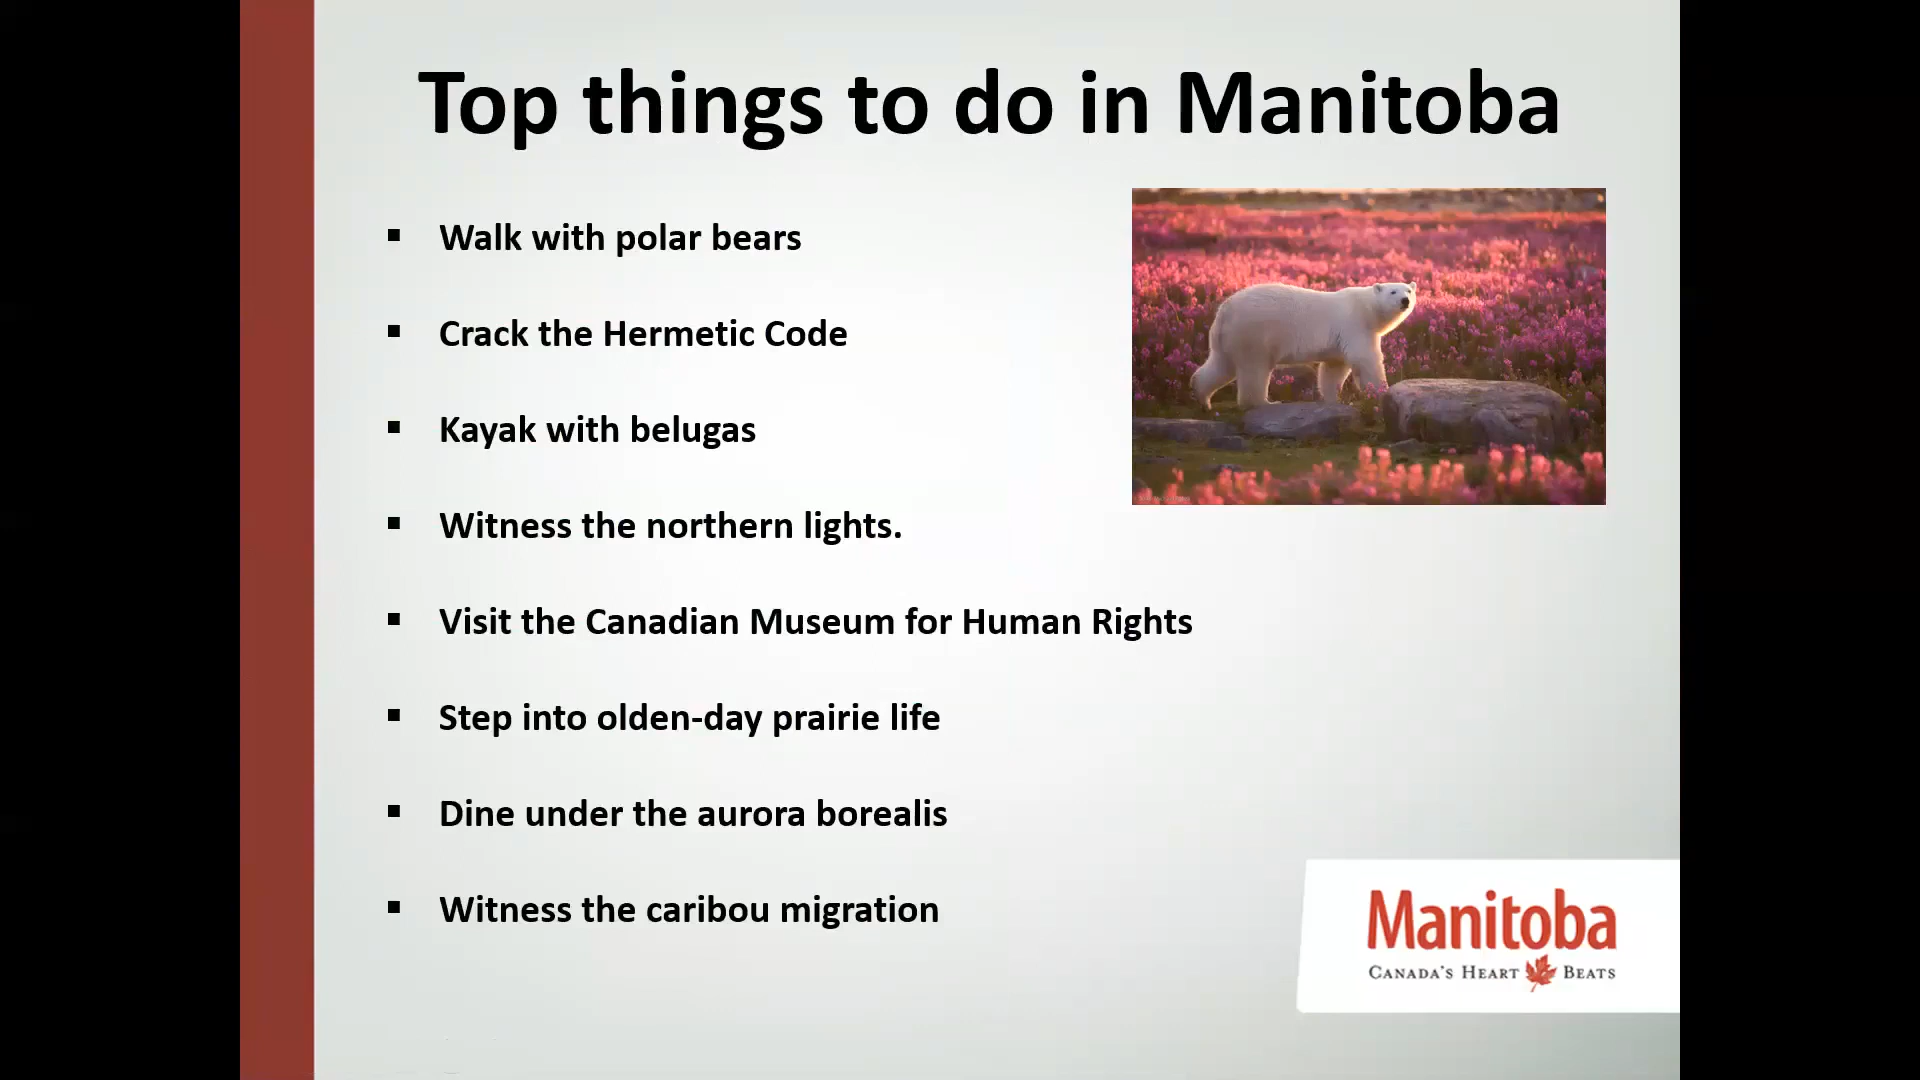 Top things to do in Manitoba
▪ Walk with polar bears
▪ Crack the Hermetic Code
▪ Kayak with belugas
▪ Witness the northern lights.
▪ Visit the Canadian Museum for Human Rights
▪ Step into olden-day prairie life
▪ Dine under the aurora borealis
▪ Witness the caribou migration
Manitoba
CANADA'S HEART BEATS